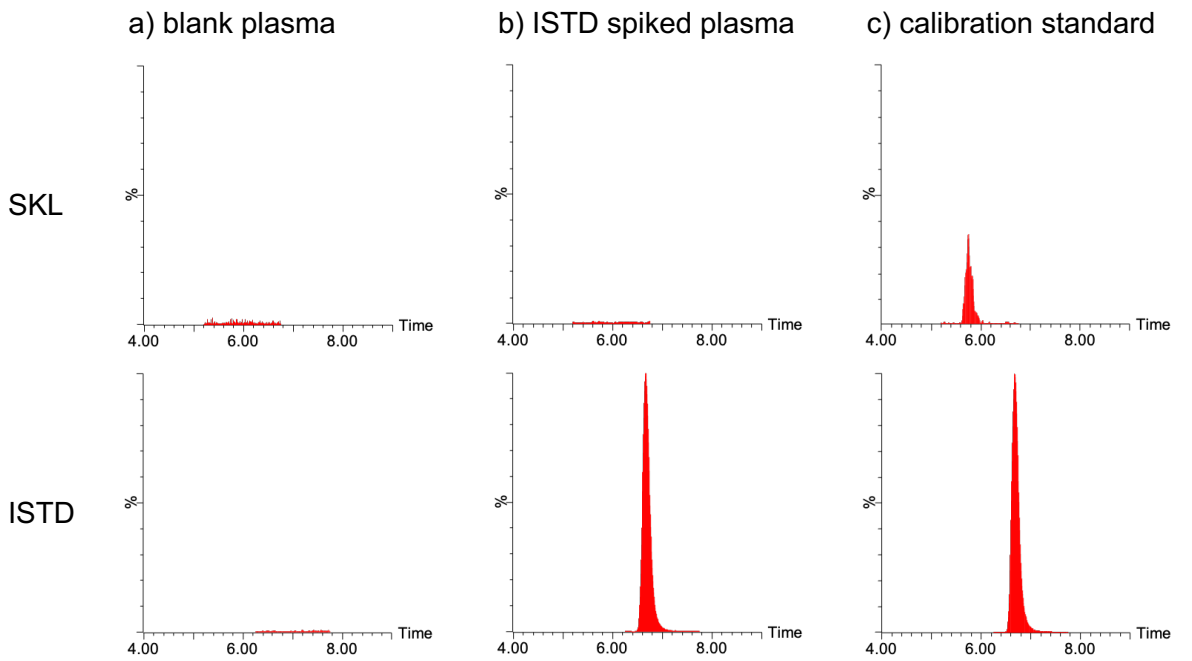 a) blank plasma
b) ISTD spiked plasma
c) calibration standard
SKL
%
Time
4.00 6.00 8.00
%
Time
4.00 6.00 8.00
%
Time
4.00 6.00 8.00
ISTD
%
Time
4.00 6.00 8.00
%
Time
4.00 6.00 8.00
%
Time
4.00 6.00 8.00